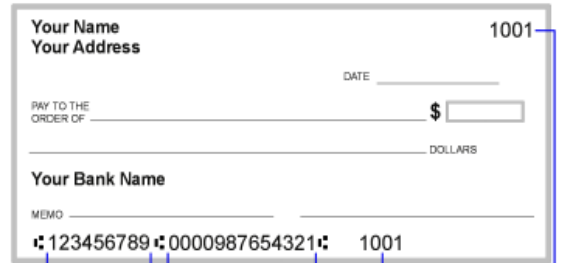 Your Name 1001
Your Address
DATE
PAY TO THE
ORDER OF $
DOLLARS
Your Bank Name
MEMO
⑆123456789⑆0000987654321⑆ 1001